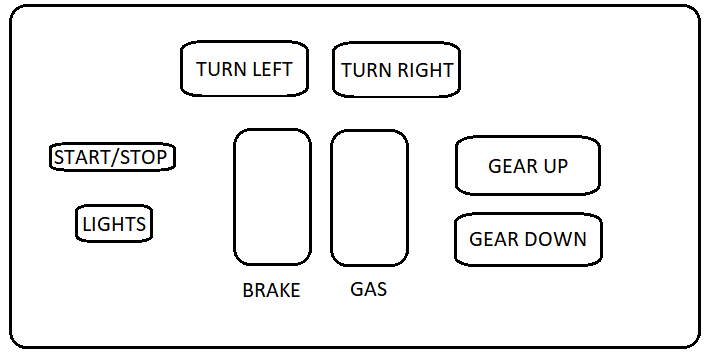 TURN LEFT
TURN RIGHT
START/STOP
LIGHTS
GEAR UP
GEAR DOWN
BRAKE
GAS